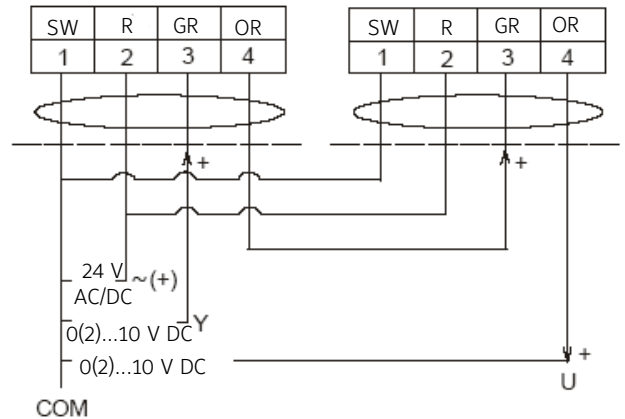 SW R GR OR SW R GR OR
1 2 3 4 1 2 3 4
+ +
24 V ~(+)
AC/DC
0(2)...10 V DC Y
0(2)...10 V DC +
U
COM